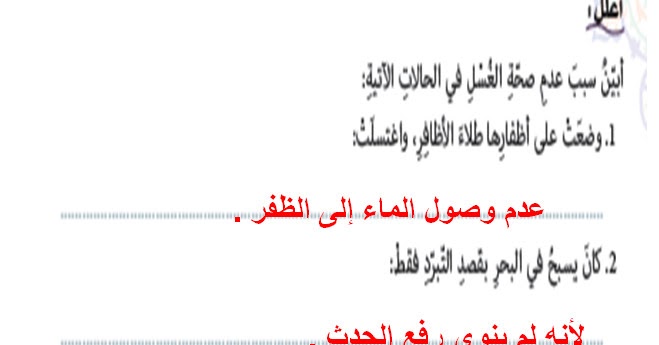 أعلل:
أبيّنُ سببَ عدمِ صحّةِ الغُسْلِ في الحالاتِ الآتيةِ:
1. وضعَتْ على أظفارِها طلاءَ الأظافِرِ، واغتسلَتْ:
عدم وصول الماء إلى الظفر .
2. كانَ يسبحُ في البحرِ بقصدِ التّبرّدِ فقطْ:
لأنه لم ينوي رفع الحدث .